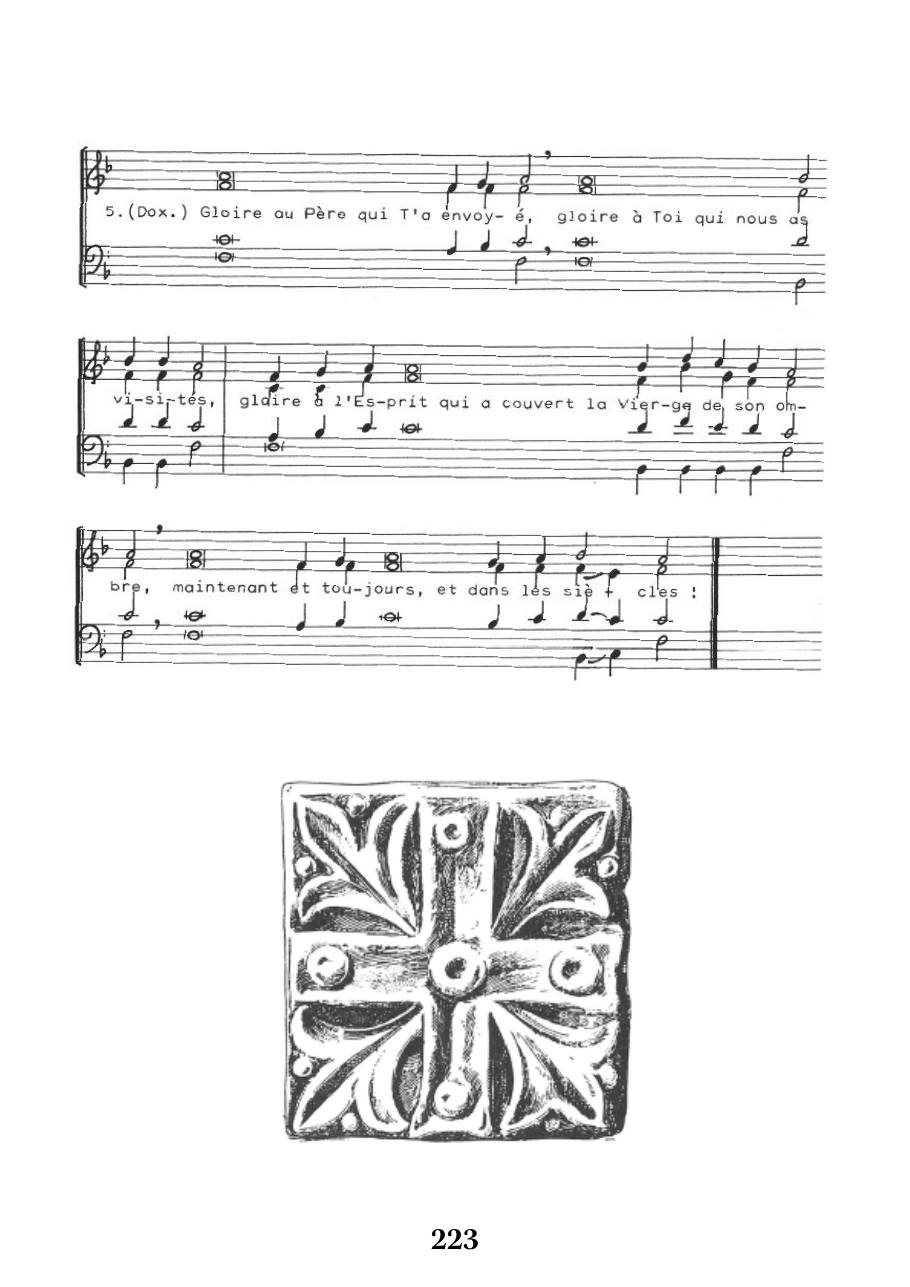 5.(Dox.) Gloire au Père qui T'a envoy- é, gloire à Toi qui nous as
vi-si-tés, gloire à l'Es-prit qui a couvert la Vier-ge de son om-
bre, maintenant et tou-jours, et dans les siè + cles !
223